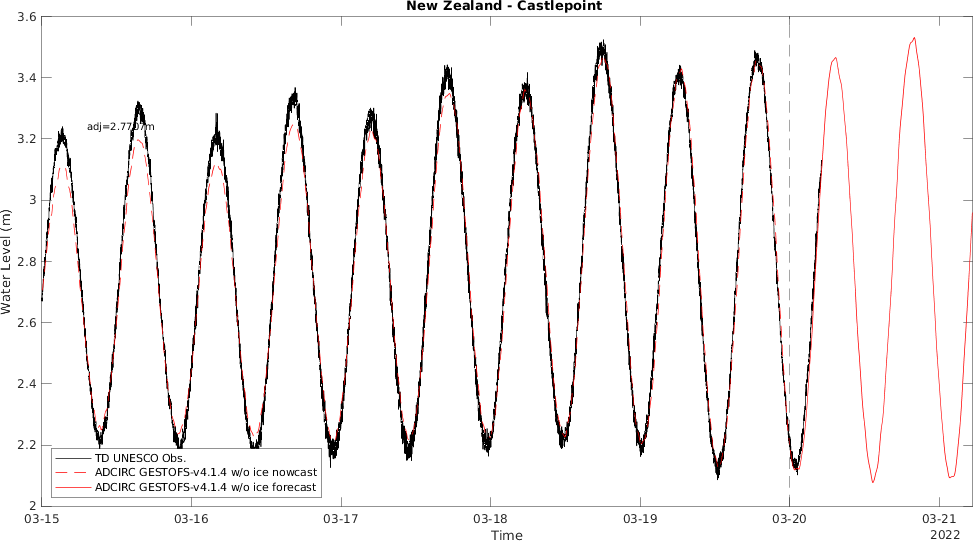 New Zealand - Castlepoint
3.6
3.4
3.2
3
2.8
2.6
2.4
2.2
2
Water Level (m)
adj=2.7707m
TD UNESCO Obs.
ADCIRC GESTOFS-v4.1.4 w/o ice nowcast
ADCIRC GESTOFS-v4.1.4 w/o ice forecast
03-15 03-16 03-17 03-18 03-19 03-20 03-21
Time
2022